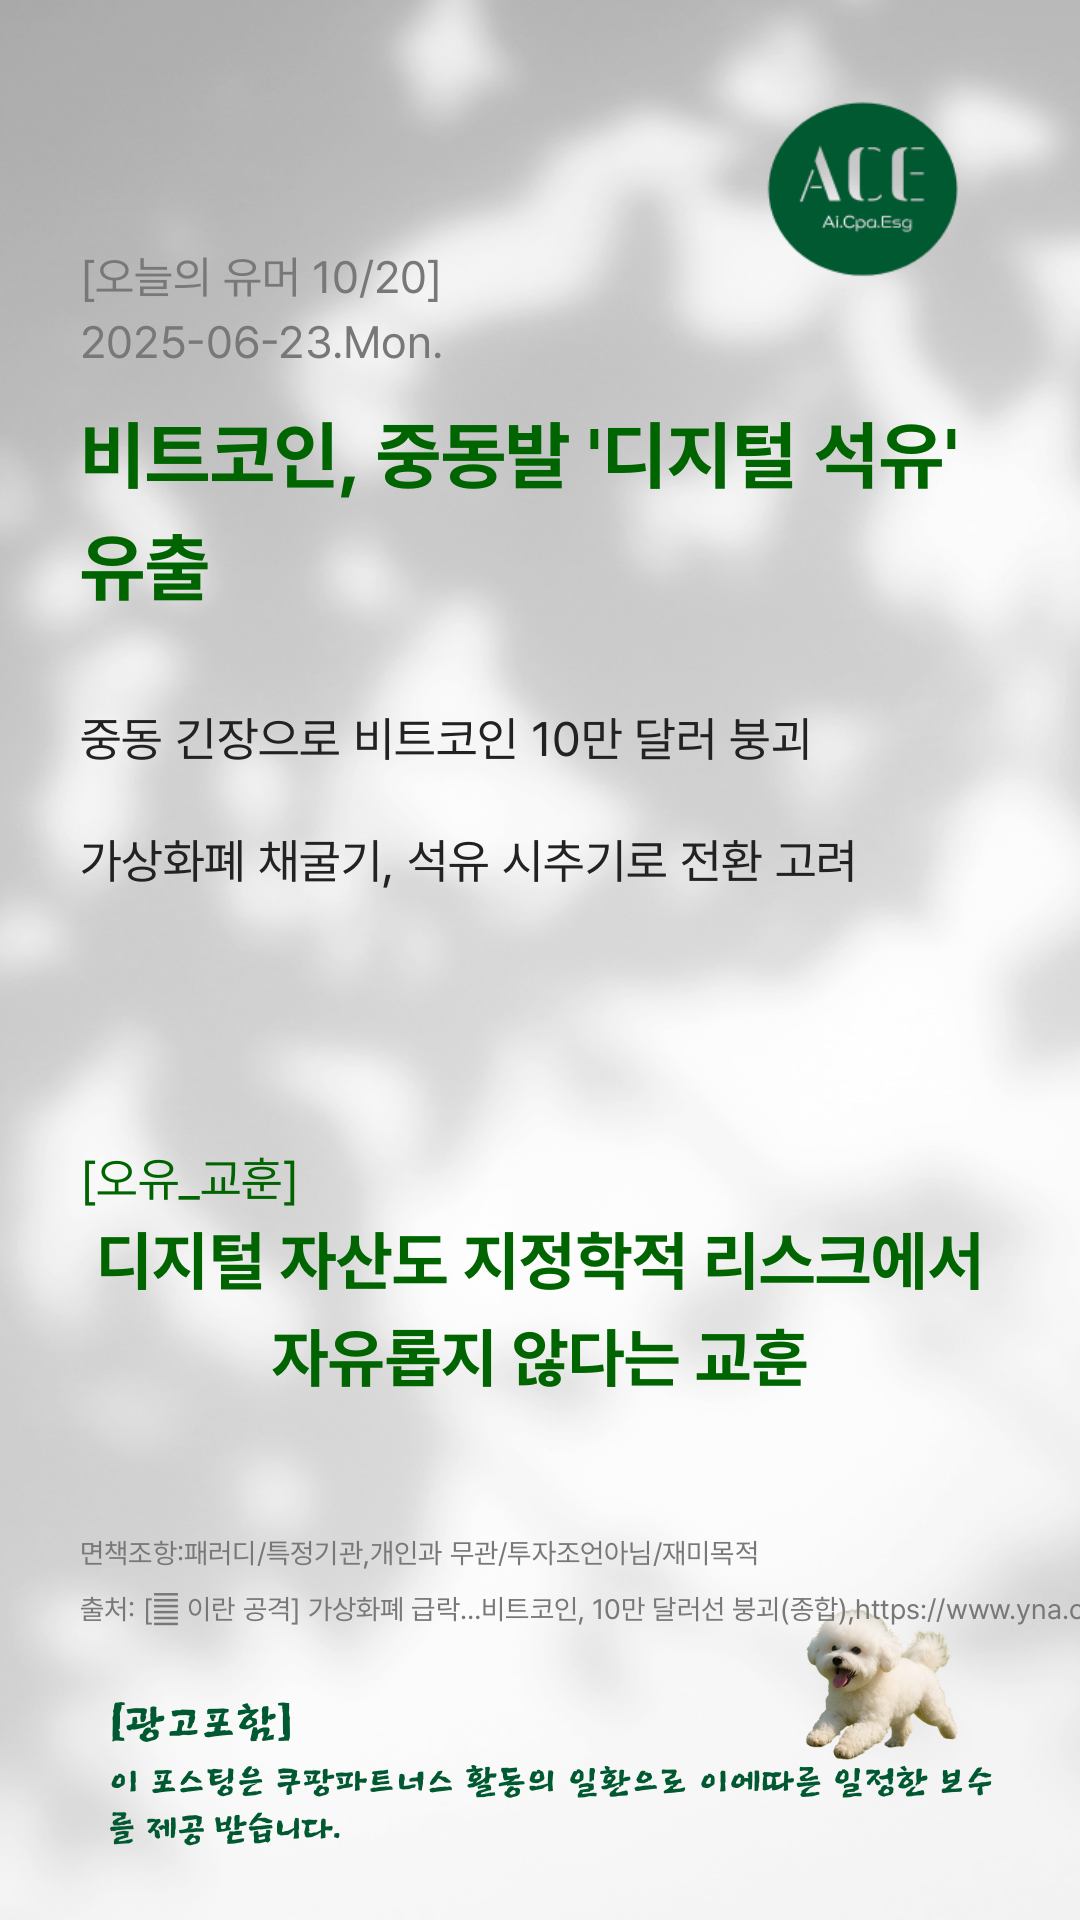 ACE
Ai.Cpa.Esg
[오늘의 유머 10/20]
2025-06-23.Mon.
비트코인, 중동발 '디지털 석유'
유출
중동 긴장으로 비트코인 10만 달러 붕괴
가상화폐 채굴기, 석유 시추기로 전환 고려
[오유_교훈]
디지털 자산도 지정학적 리스크에서
자유롭지 않다는 교훈
면책조항:패러디/특정기관,개인과 무관/투자조언아님/재미목적
출처: [ 이란 공격] 가상화폐 급락...비트코인, 10만 달러선 붕괴(종합),https://www.yna.c
[광고포함]
이 포스팅은 쿠팡파트너스 활동의 일환으로 이에따른 일정한 보수
를 제공 받습니다.